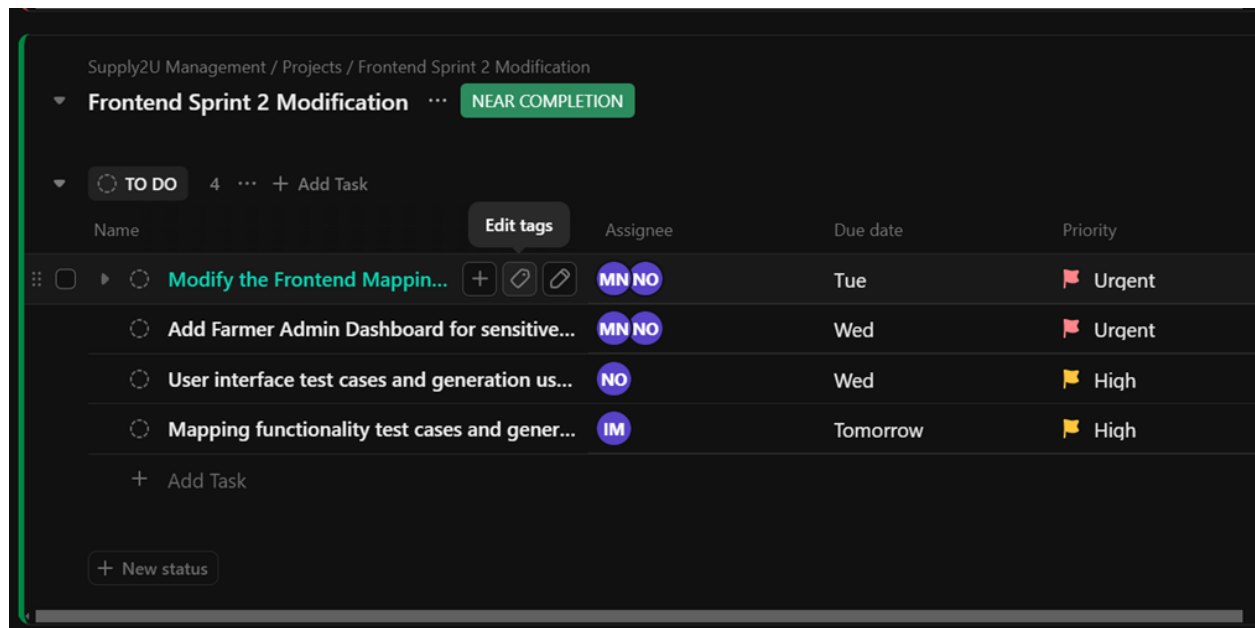 Supply2U Management / Projects / Frontend Sprint 2 Modification
Frontend Sprint 2 Modification ... NEAR COMPLETION
TO DO 4 ... + Add Task
Edit tags
Name Assignee Due date Priority
Modify the Frontend Mappin... MN NO Tue Urgent
Add Farmer Admin Dashboard for sensitive... MN NO Wed Urgent
User interface test cases and generation us... NO Wed High
Mapping functionality test cases and gener... IM Tomorrow High
+ Add Task
+ New status